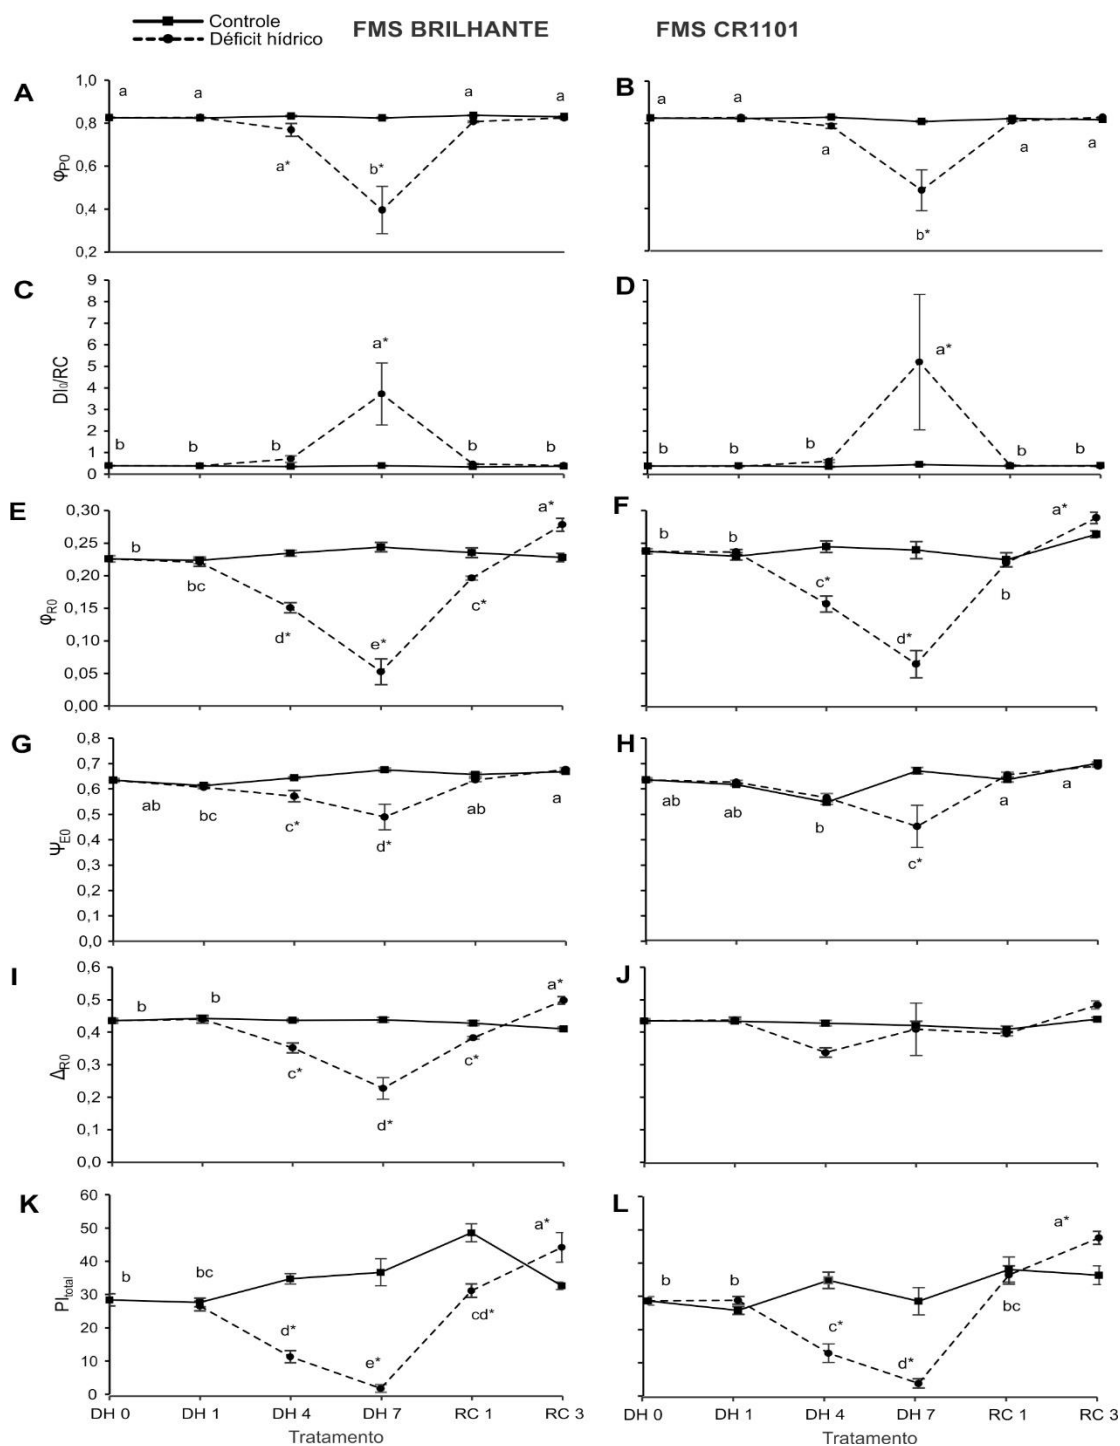 Controle
Déficit hídrico
FMS BRILHANTE FMS CR1101
A 1,0 0,8 0,6 0,4 0,2
φP0
a a a* b* a a
B
a a a b* a a
C 9 8 7 6 5 4 3 2 1 0
DI0/RC
b b b a* b b
D
b b b a* b b
E 0,30 0,25 0,20 0,15 0,10 0,05 0,00
φR0
b bc d* e* c* a*
F
b b c* d* b a*
G 0,8 0,7 0,6 0,5 0,4 0,3 0,2 0,1 0,0
ΨE0
ab bc c* d* ab a
H
ab ab b c* a a
I 0,6 0,5 0,4 0,3 0,2 0,1 0,0
ΔR0
b b c* d* c* a*
J
K 60 50 40 30 20 10 0
PItotal
b bc d* e* cd* a*
L
b b c* d* bc a*
DH 0 DH 1 DH 4 DH 7 RC 1 RC 3 DH 0 DH 1 DH 4 DH 7 RC 1 RC 3
Tratamento Tratamento